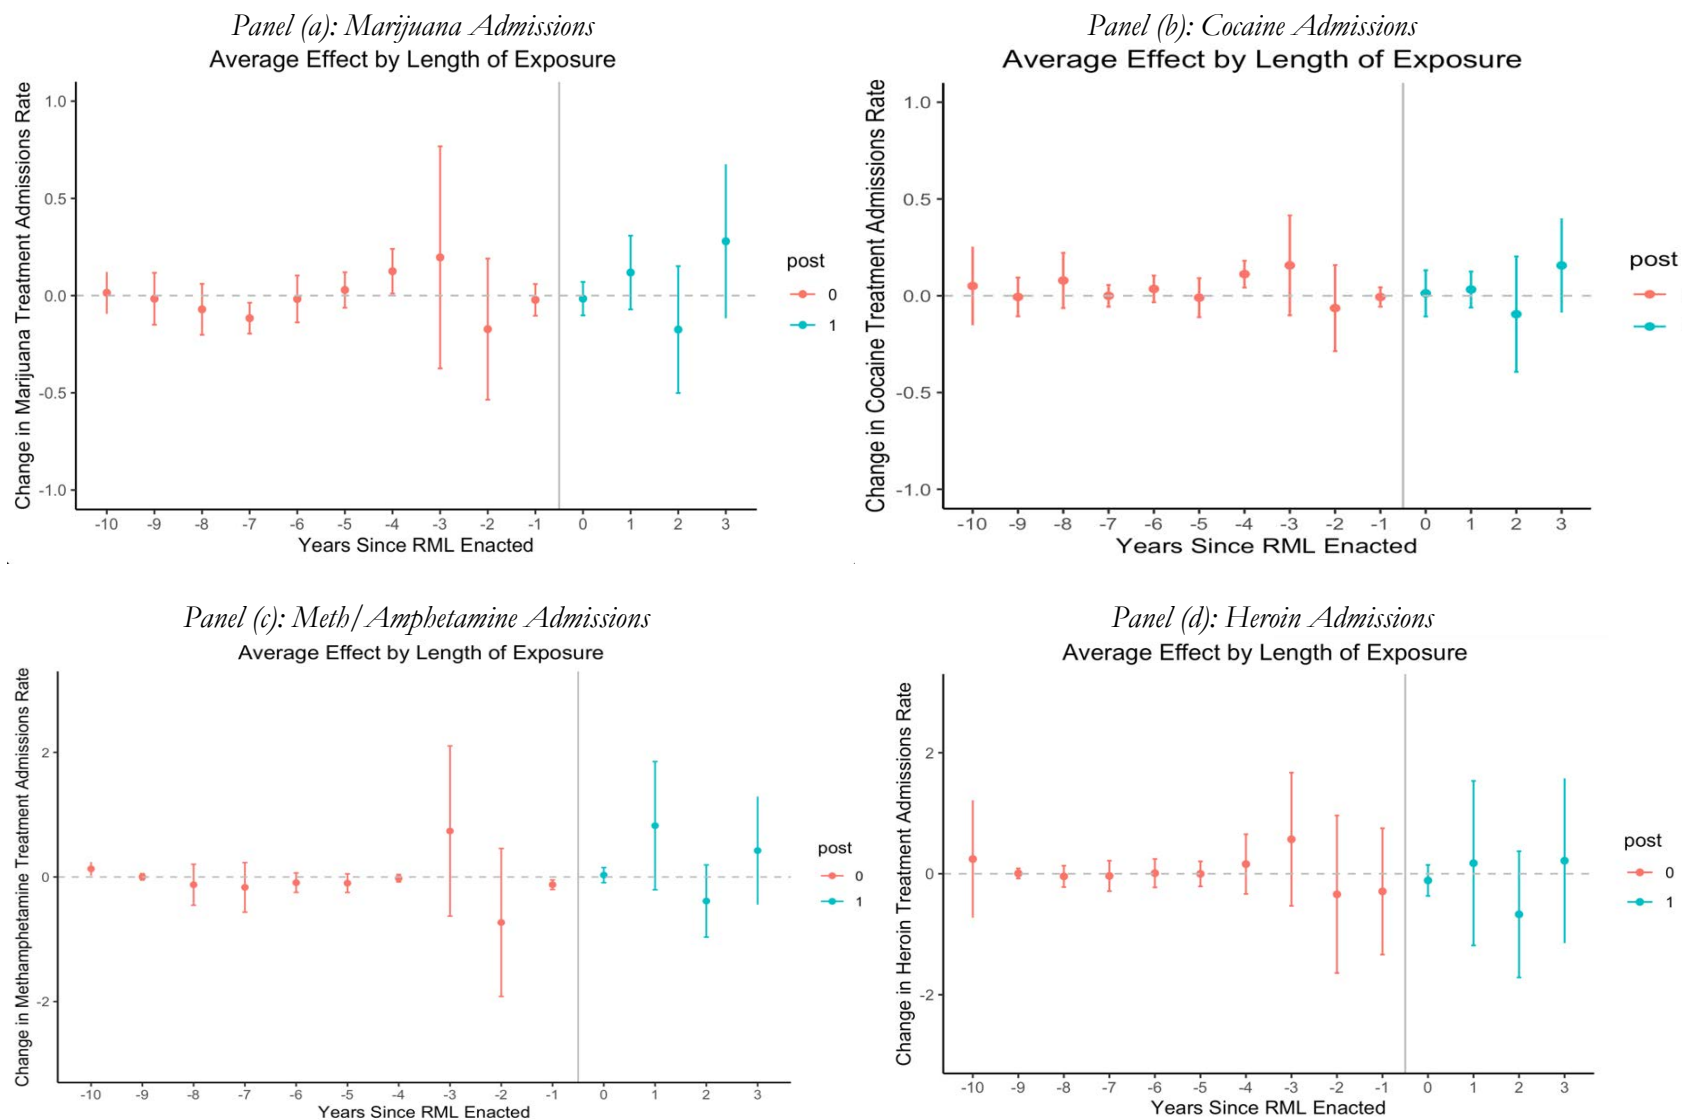 Panel (a): Marijuana Admissions
Average Effect by Length of Exposure
Change in Marijuana Treatment Admissions Rate
1.0
0.5
0.0
-0.5
-1.0
-10 -9 -8 -7 -6 -5 -4 -3 -2 -1 0 1 2 3
Years Since RML Enacted
post
0
1
Panel (b): Cocaine Admissions
Average Effect by Length of Exposure
Change in Cocaine Treatment Admissions Rate
1.0
0.5
0.0
-0.5
-1.0
-10 -9 -8 -7 -6 -5 -4 -3 -2 -1 0 1 2 3
Years Since RML Enacted
post
Panel (c): Meth/Amphetamine Admissions
Average Effect by Length of Exposure
Change in Methamphetamine Treatment Admissions Rate
2
0
-2
-10 -9 -8 -7 -6 -5 -4 -3 -2 -1 0 1 2 3
Years Since RML Enacted
post
0
1
Panel (d): Heroin Admissions
Average Effect by Length of Exposure
Change in Heroin Treatment Admissions Rate
2
0
-2
-10 -9 -8 -7 -6 -5 -4 -3 -2 -1 0 1 2 3
Years Since RML Enacted
post
0
1